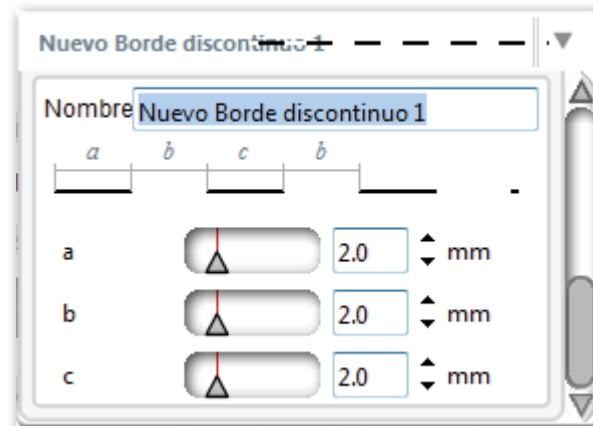 Nuevo Borde discontinuo 1
Nombre Nuevo Borde discontinuo 1
a b c b
a 2.0 mm
b 2.0 mm
c 2.0 mm